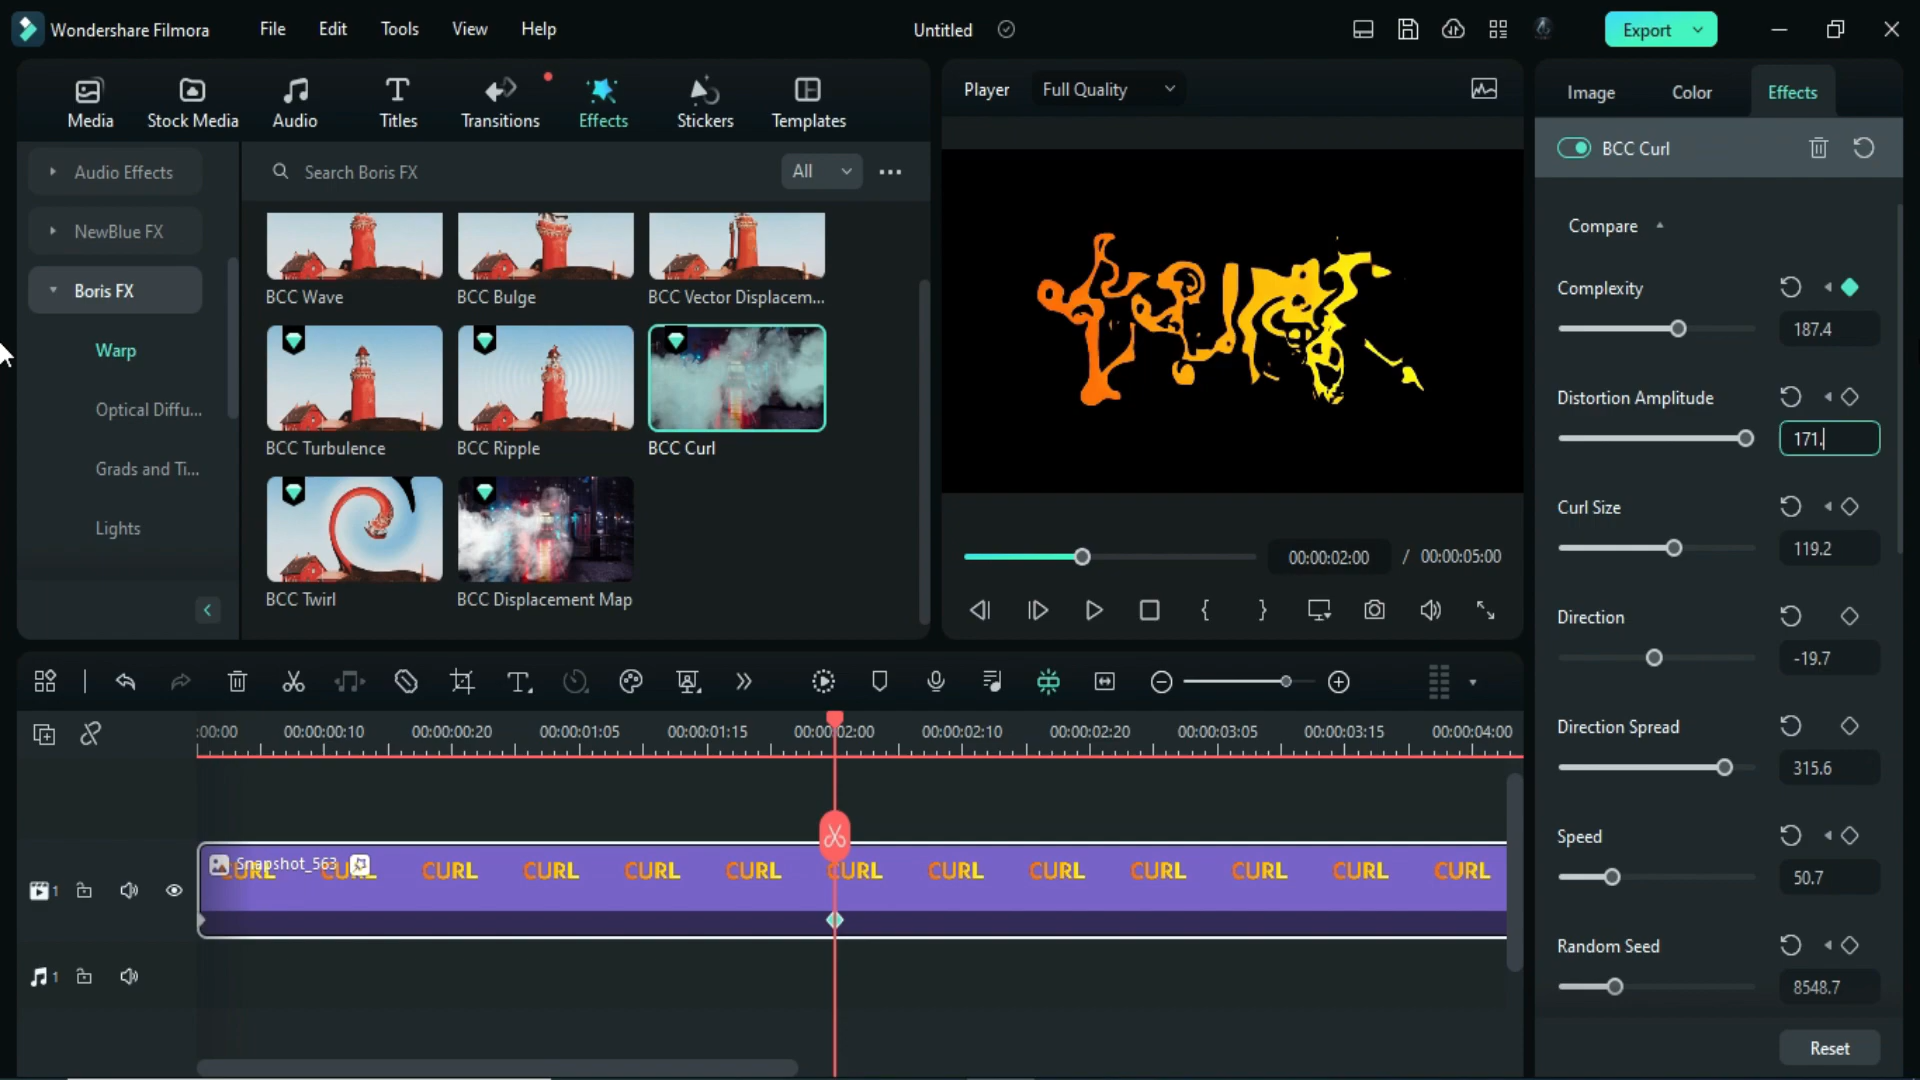 Wondershare Filmora
File
Edit
Tools
View
Help
Untitled
Export
Media
Stock Media
Audio
Titles
Transitions
Effects
Stickers
Templates
Player
Full Quality
Image
Color
Effects
Audio Effects
NewBlue FX
Boris FX
Warp
Optical Diffu...
Grads and Ti...
Lights
Search Boris FX
All
BCC Wave
BCC Bulge
BCC Vector Displacem...
BCC Turbulence
BCC Ripple
BCC Curl
BCC Twirl
BCC Displacement Map
00:00:02:00 / 00:00:05:00
BCC Curl
Compare
Complexity
187.4
Distortion Amplitude
171.
Curl Size
119.2
Direction
-19.7
Direction Spread
315.6
Speed
50.7
Random Seed
8548.7
Reset
:00:00
00:00:00:10
00:00:00:20
00:00:01:05
00:00:01:15
00:00:02:00
00:00:02:10
00:00:02:20
00:00:03:05
00:00:03:15
00:00:04:00
Snapshot_563
CURL CURL CURL CURL CURL CURL CURL CURL CURL CURL CURL CURL CURL
1
1